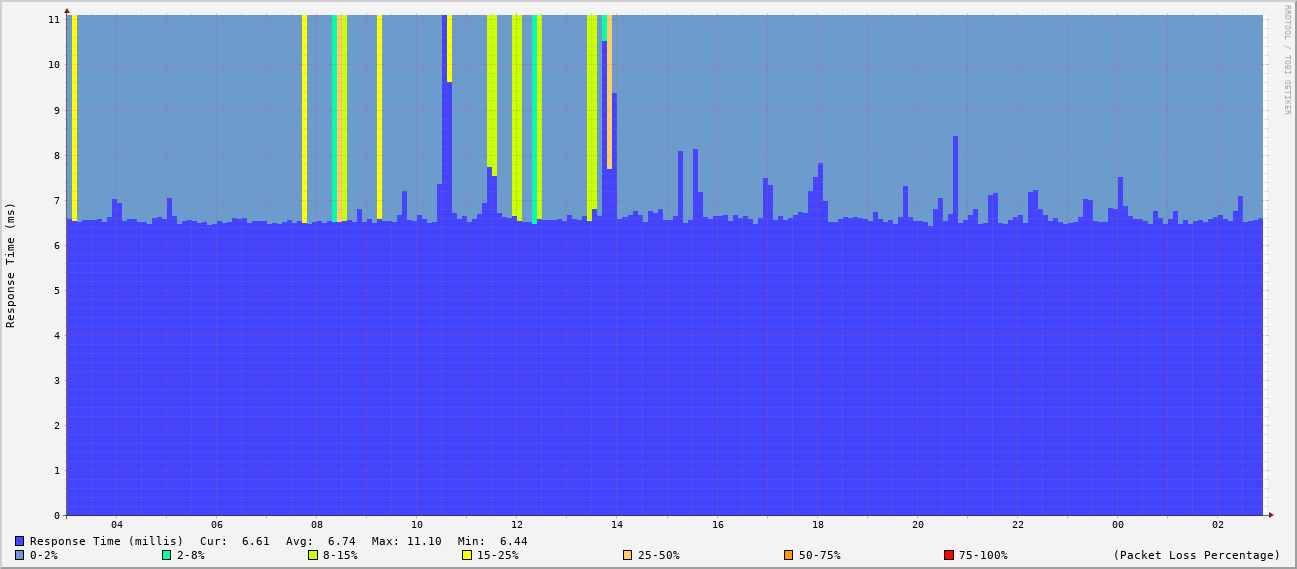 RRDTOOL / TOBI OETIKER
Response Time (ms)
11
10
9
8
7
6
5
4
3
2
1
0
04 06 08 10 12 14 16 18 20 22 00 02
Response Time (millis) Cur: 6.61 Avg: 6.74 Max: 11.10 Min: 6.44
0-2% 2-8% 8-15% 15-25% 25-50% 50-75% 75-100% (Packet Loss Percentage)